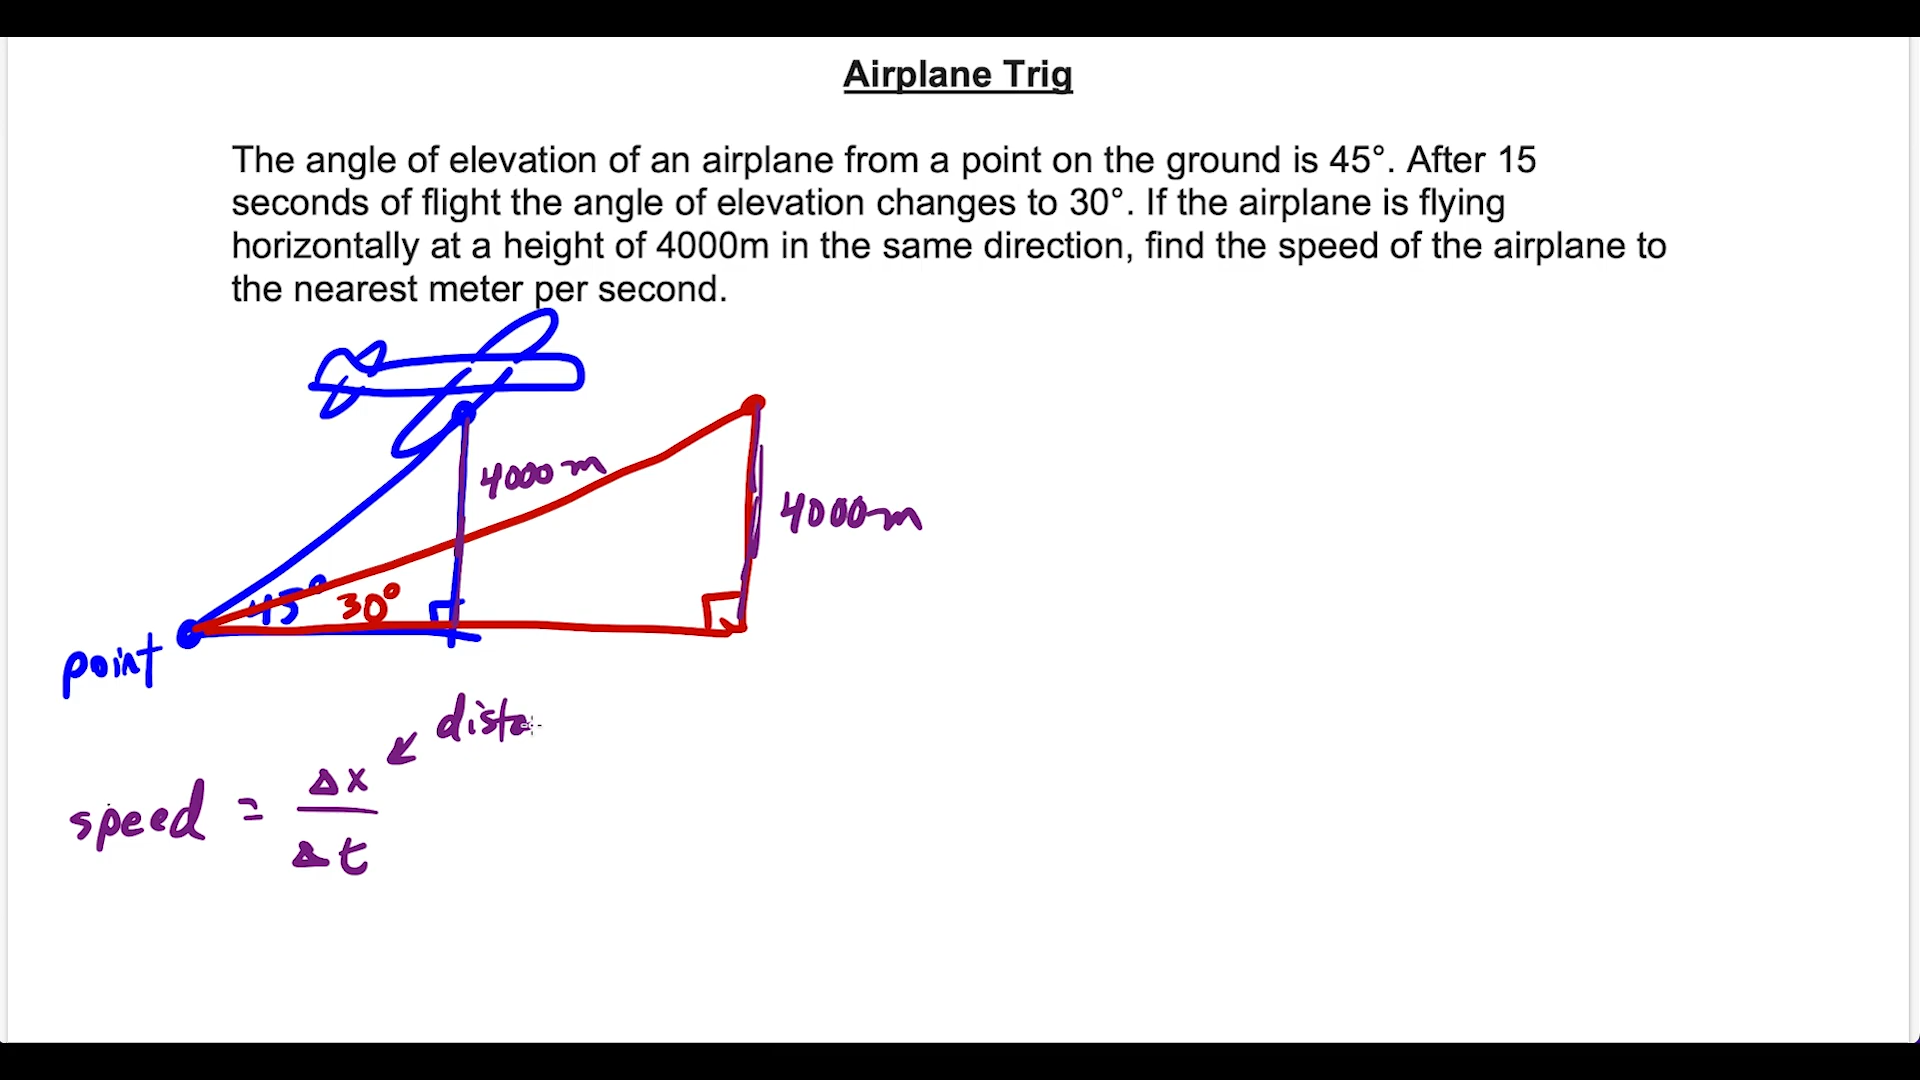 Airplane Trig
The angle of elevation of an airplane from a point on the ground is 45°. After 15
seconds of flight the angle of elevation changes to 30°. If the airplane is flying
horizontally at a height of 4000m in the same direction, find the speed of the airplane to
the nearest meter per second.
4000 m
4000m
45°
30°
point
dista
speed = Δx
Δt